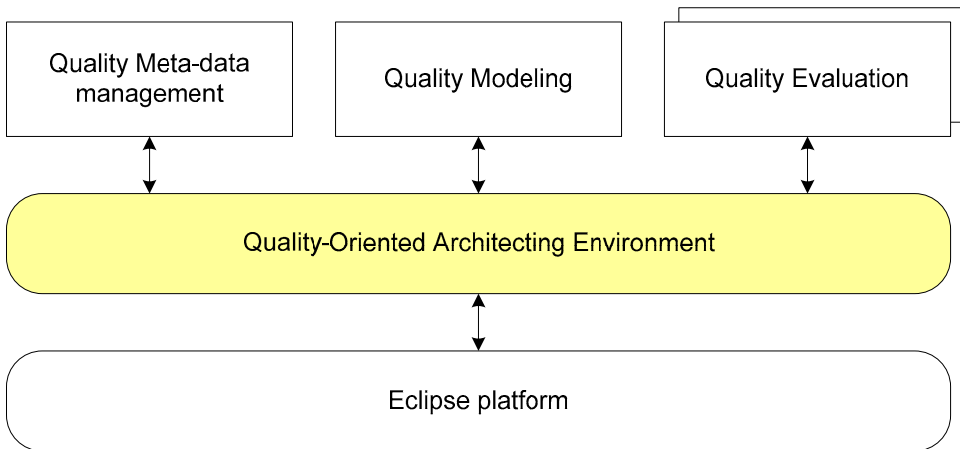 Quality Meta-data
management
Quality Modeling
Quality Evaluation
Quality-Oriented Architecting Environment
Eclipse platform